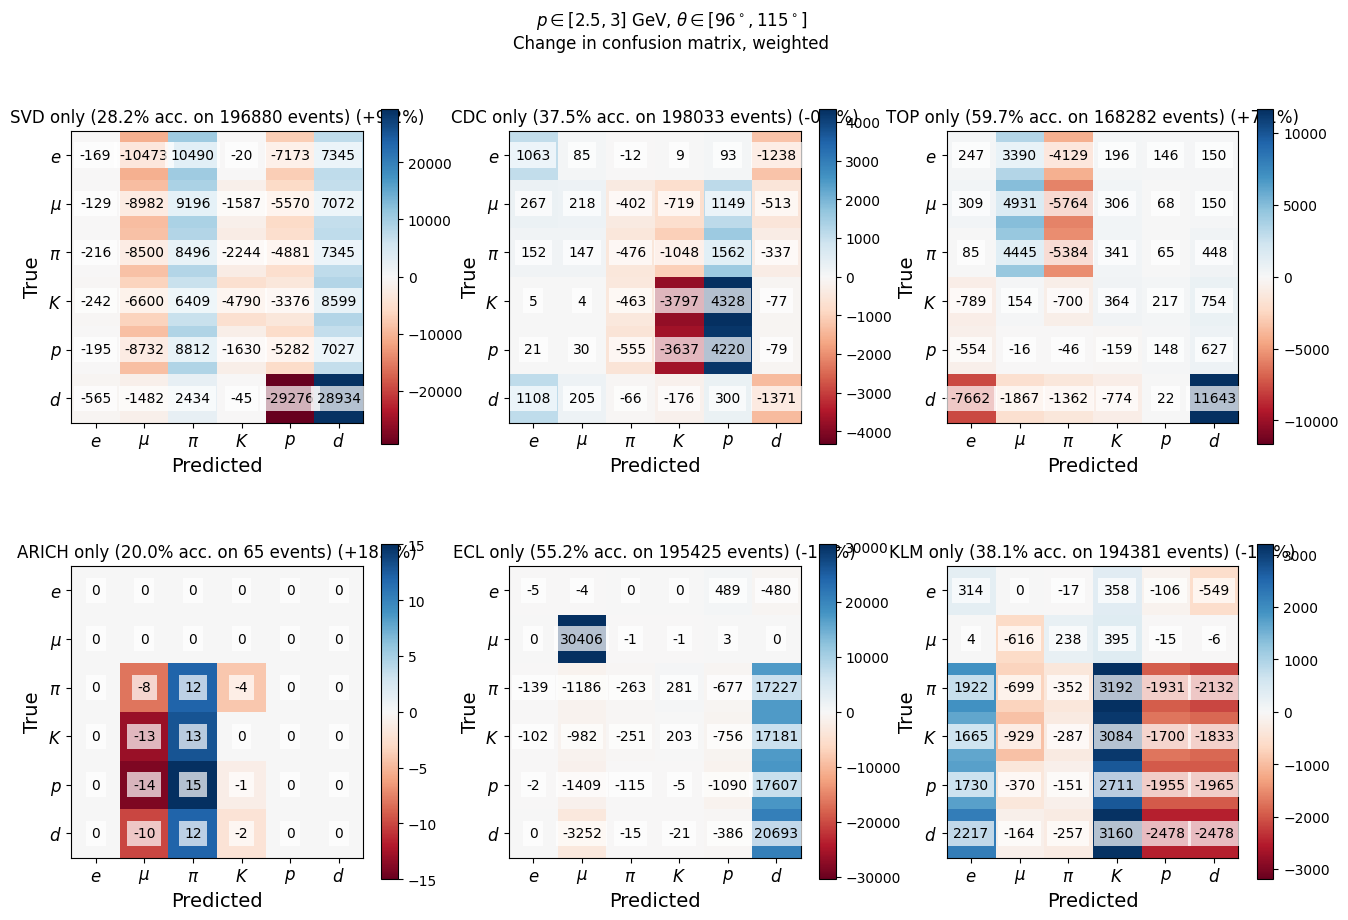 p ∈ [2.5, 3] GeV, θ ∈ [96°, 115°]
Change in confusion matrix, weighted
SVD only (28.2% acc. on 196880 events)
True
e -169 -10473 10490 -20 -7173 7345
μ -129 -8982 9196 -1587 -5570 7072
π -216 -8500 8496 -2244 -4881 7345
K -242 -6600 6409 -4790 -3376 8599
p -195 -8732 8812 -1630 -5282 7027
d -565 -1482 2434 -45 -29276 28934
e μ π K p d
Predicted
20000
10000
0
-10000
-20000
CDC only (37.5% acc. on 198033 events)
True
e 1063 85 -12 9 93 -1238
μ 267 218 -402 -719 1149 -513
π 152 147 -476 -1048 1562 -337
K 5 4 -463 -3797 4328 -77
p 21 30 -555 -3637 4220 -79
d 1108 205 -66 -176 300 -1371
e μ π K p d
Predicted
4000
3000
2000
1000
0
-1000
-2000
-3000
-4000
TOP only (59.7% acc. on 168282 events)
True
e 247 3390 -4129 196 146 150
μ 309 4931 -5764 306 68 150
π 85 4445 -5384 341 65 448
K -789 154 -700 364 217 754
p -554 -16 -46 -159 148 627
d -7662 -1867 -1362 -774 22 11643
e μ π K p d
Predicted
10000
5000
0
-5000
-10000
ARICH only (20.0% acc. on 65 events)
True
e 0 0 0 0 0 0
μ 0 0 0 0 0 0
π 0 -8 12 -4 0 0
K 0 -13 13 0 0 0
p 0 -14 15 -1 0 0
d 0 -10 12 -2 0 0
e μ π K p d
Predicted
15
10
5
0
-5
-10
-15
ECL only (55.2% acc. on 195425 events)
True
e -5 -4 0 0 489 -480
μ 0 30406 -1 -1 3 0
π -139 -1186 -263 281 -677 17227
K -102 -982 -251 203 -756 17181
p -2 -1409 -115 -5 -1090 17607
d 0 -3252 -15 -21 -386 20693
e μ π K p d
Predicted
30000
20000
10000
0
-10000
-20000
-30000
KLM only (38.1% acc. on 194381 events)
True
e 314 0 -17 358 -106 -549
μ 4 -616 238 395 -15 -6
π 1922 -699 -352 3192 -1931 -2132
K 1665 -929 -287 3084 -1700 -1833
p 1730 -370 -151 2711 -1955 -1965
d 2217 -164 -257 3160 -2478 -2478
e μ π K p d
Predicted
3000
2000
1000
0
-1000
-2000
-3000